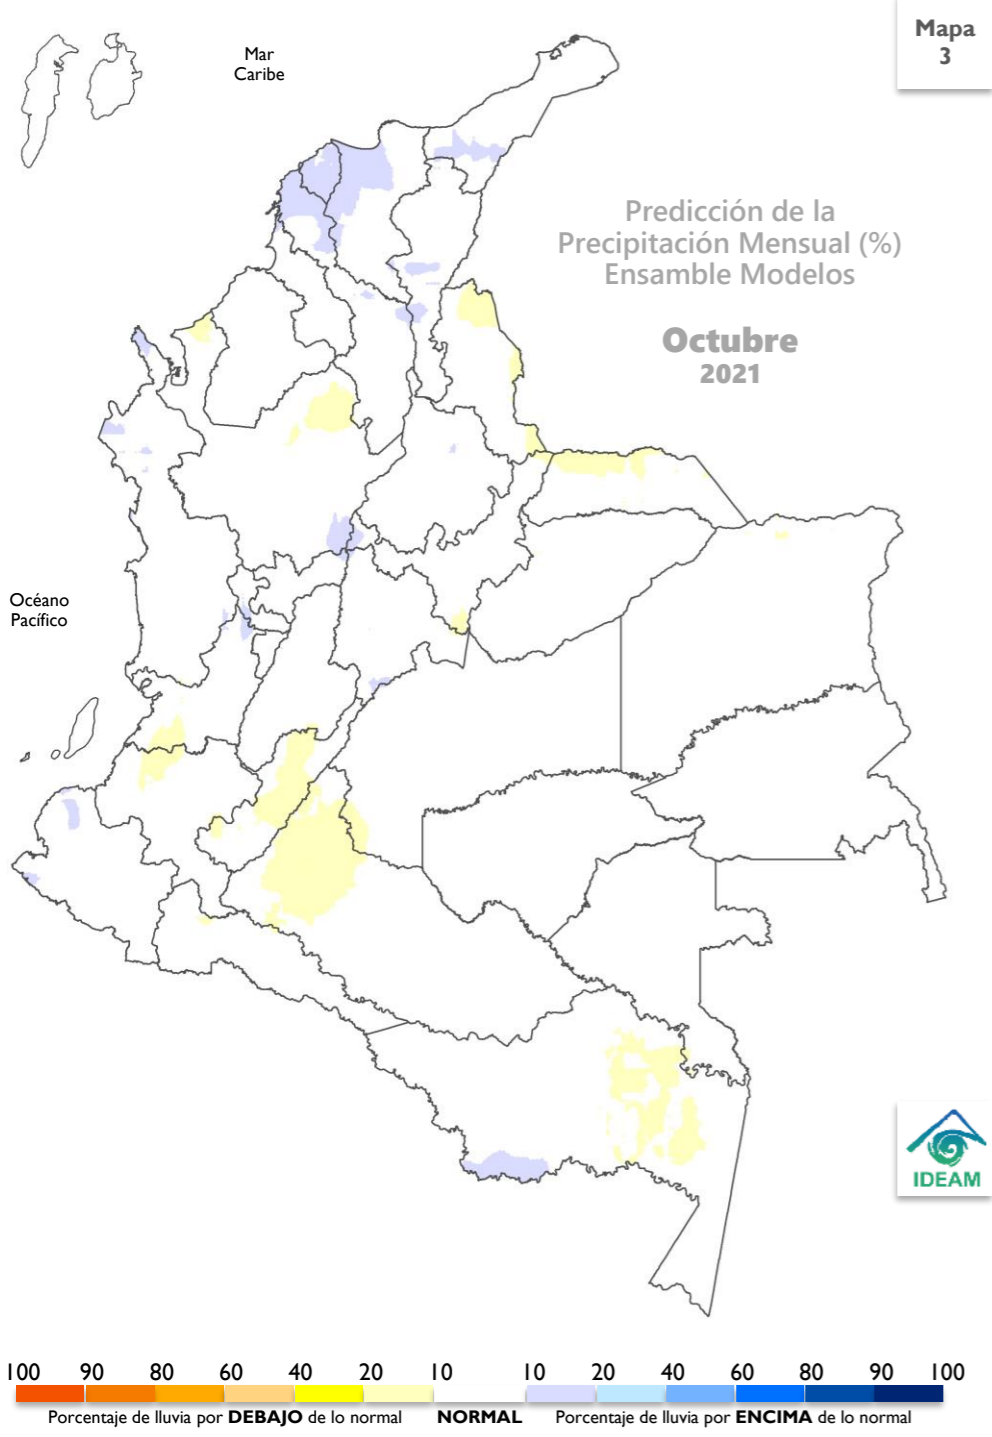 Mapa
3
Mar
Caribe
Predicción de la
Precipitación Mensual (%)
Ensamble Modelos
Octubre
2021
Océano
Pacífico
IDEAM
100 90 80 60 40 20 10 10 20 40 60 80 90 100
Porcentaje de lluvia por DEBAJO de lo normal NORMAL Porcentaje de lluvia por ENCIMA de lo normal